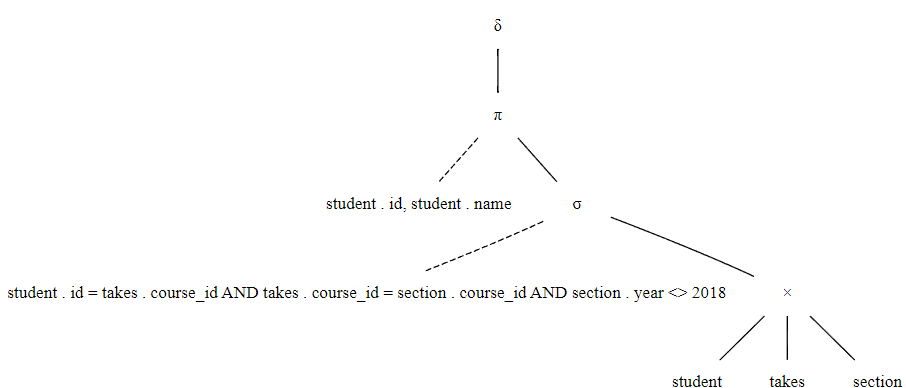 δ
π
student . id, student . name
σ
student . id = takes . course_id AND takes . course_id = section . course_id AND section . year <> 2018
×
student takes section